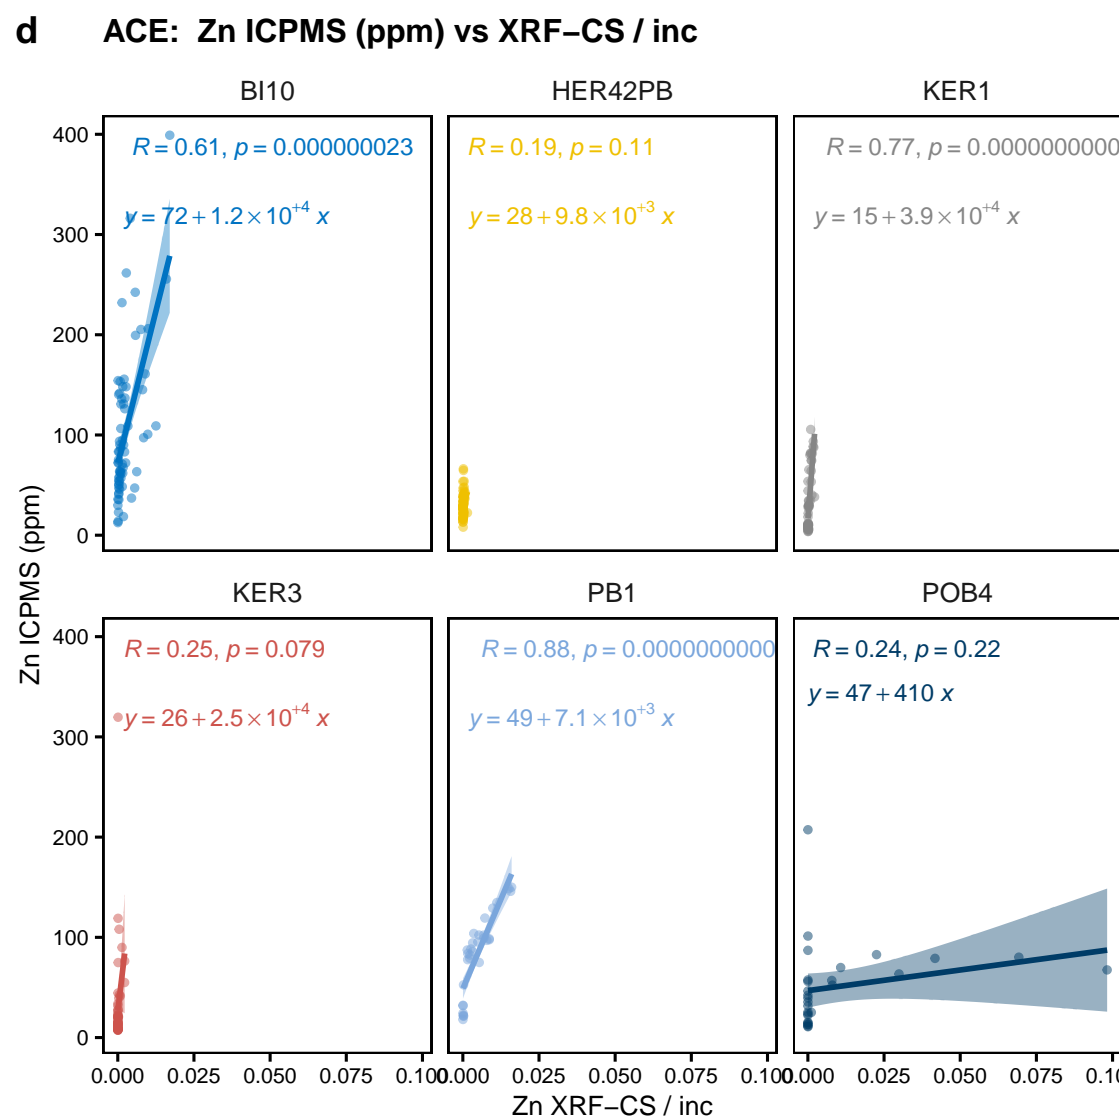 d ACE: Zn ICPMS (ppm) vs XRF−CS / inc
BI10 HER42PB KER1
R = 0.61, p = 0.000000023
y = 72 + 1.2 × 10⁺⁴ x
R = 0.19, p = 0.11
y = 28 + 9.8 × 10⁺³ x
R = 0.77, p = 0.0000000000
y = 15 + 3.9 × 10⁺⁴ x
400
300
200
100
0
Zn ICPMS (ppm)
KER3 PB1 POB4
R = 0.25, p = 0.079
y = 26 + 2.5 × 10⁺⁴ x
R = 0.88, p = 0.0000000000
y = 49 + 7.1 × 10⁺³ x
R = 0.24, p = 0.22
y = 47 + 410 x
400
300
200
100
0
0.000 0.025 0.050 0.075 0.100
0.000 0.025 0.050 0.075 0.100
0.000 0.025 0.050 0.075 0.10
Zn XRF−CS / inc